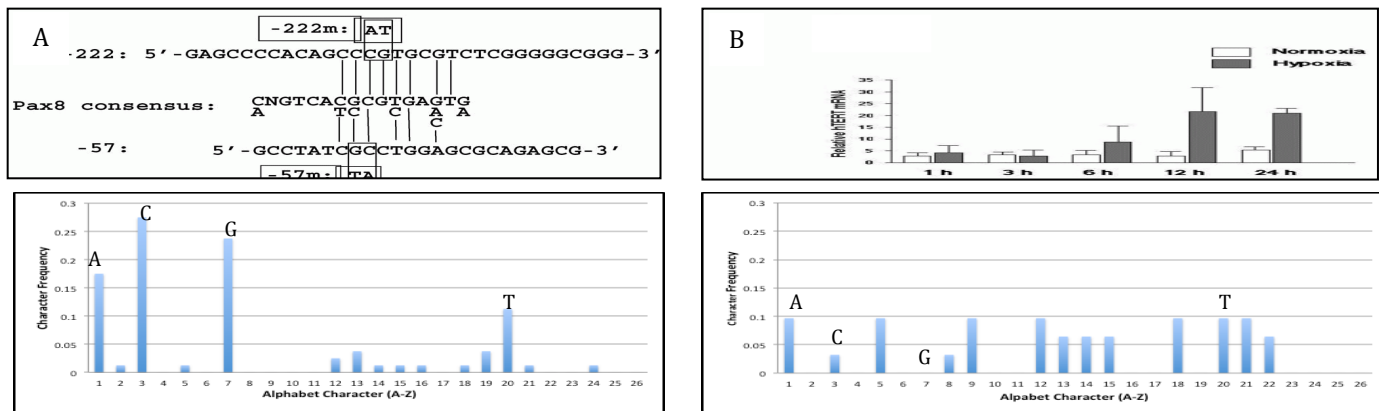 A
-222m: AT
-222: 5’-GAGCCCCACAGCCCGTGCGTCTCGGGGGCGGG-3’
Pax8 consensus: CNGTCACGCGTGAGTG
A TC C A A
C
-57: 5’-GCCTATCGCCTGGAGCGCAGAGCG-3’
-57m: TA
B
Normoxia
Hypoxia
Relative hTERT mRNA
35
30
25
20
15
10
5
0
1 h 3 h 6 h 12 h 24 h
Character Frequency
0.3
0.25
0.2
0.15
0.1
0.05
0
A C G T
1 2 3 4 5 6 7 8 9 10 11 12 13 14 15 16 17 18 19 20 21 22 23 24 25 26
Alphabet Character (A-Z)
Character Frequency
0.3
0.25
0.2
0.15
0.1
0.05
0
A C G T
1 2 3 4 5 6 7 8 9 10 11 12 13 14 15 16 17 18 19 20 21 22 23 24 25 26
Alpabet Character (A-Z)